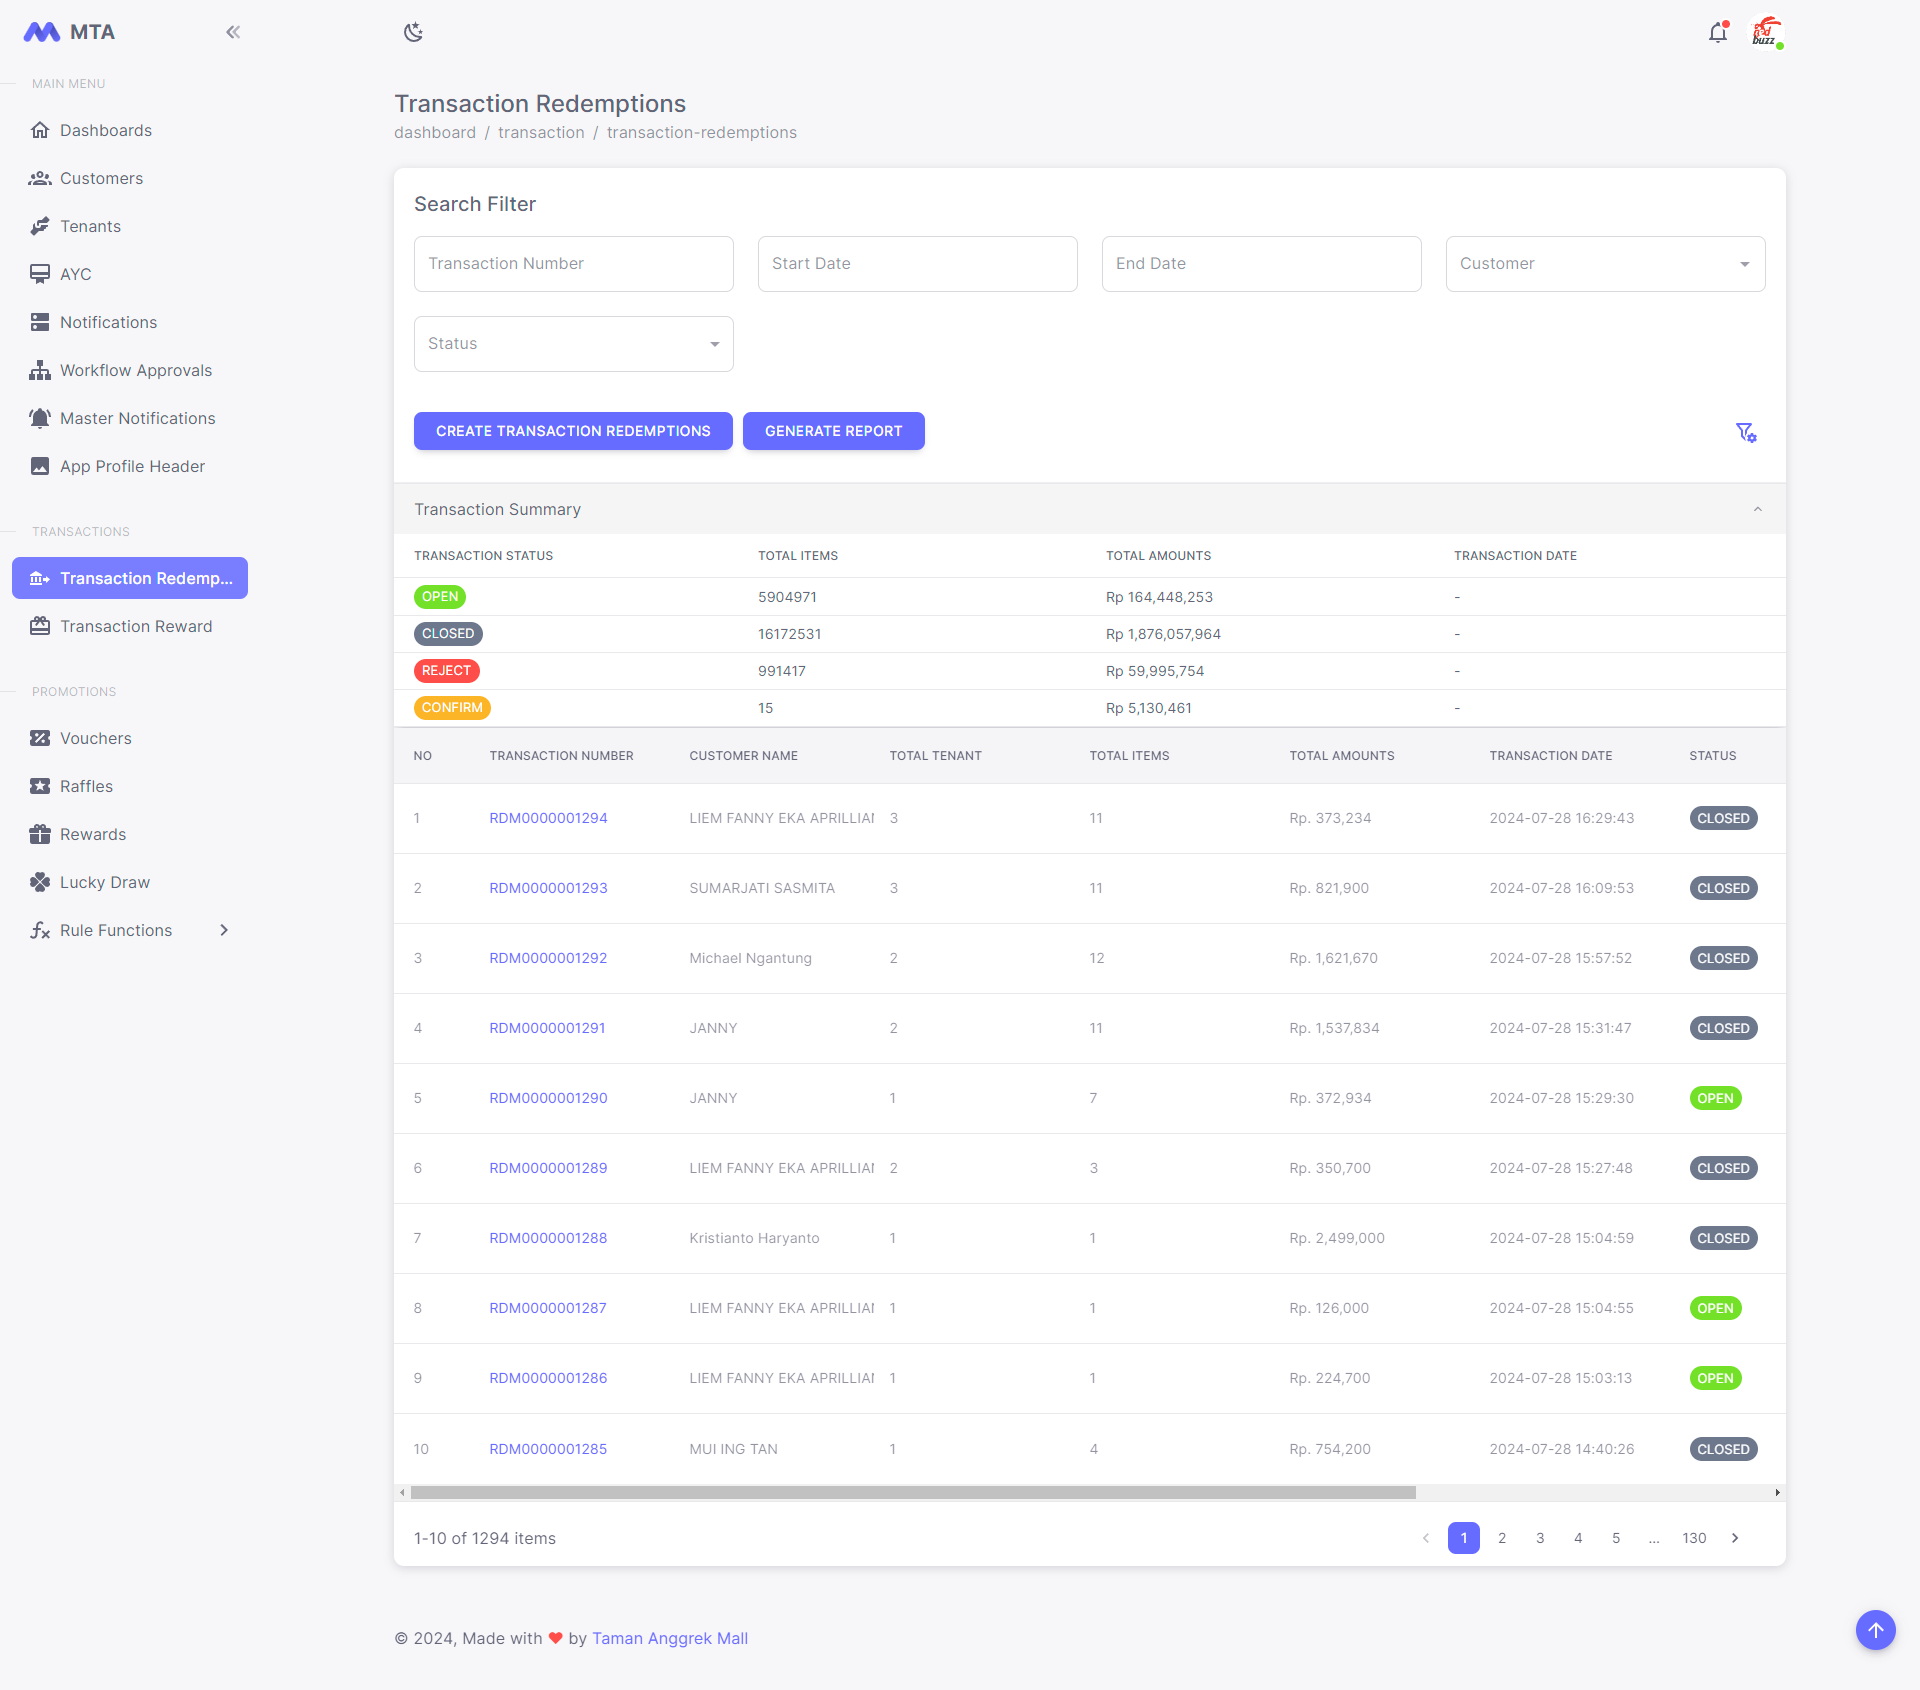 MTA
MAIN MENU
Dashboards
Customers
Tenants
AYC
Notifications
Workflow Approvals
Master Notifications
App Profile Header
TRANSACTIONS
Transaction Redemp...
Transaction Reward
PROMOTIONS
Vouchers
Raffles
Rewards
Lucky Draw
Rule Functions
buzz
Transaction Redemptions
dashboard / transaction / transaction-redemptions
Search Filter
Transaction Number Start Date End Date Customer
Status
CREATE TRANSACTION REDEMPTIONS GENERATE REPORT
Transaction Summary
TRANSACTION STATUS TOTAL ITEMS TOTAL AMOUNTS TRANSACTION DATE
OPEN 5904971 Rp 164,448,253 -
CLOSED 16172531 Rp 1,876,057,964 -
REJECT 991417 Rp 59,995,754 -
CONFIRM 15 Rp 5,130,461 -
NO TRANSACTION NUMBER CUSTOMER NAME TOTAL TENANT TOTAL ITEMS TOTAL AMOUNTS TRANSACTION DATE STATUS
1 RDM0000001294 LIEM FANNY EKA APRILLIAN 3 11 Rp. 373,234 2024-07-28 16:29:43 CLOSED
2 RDM0000001293 SUMARJATI SASMITA 3 11 Rp. 821,900 2024-07-28 16:09:53 CLOSED
3 RDM0000001292 Michael Ngantung 2 12 Rp. 1,621,670 2024-07-28 15:57:52 CLOSED
4 RDM0000001291 JANNY 2 11 Rp. 1,537,834 2024-07-28 15:31:47 CLOSED
5 RDM0000001290 JANNY 1 7 Rp. 372,934 2024-07-28 15:29:30 OPEN
6 RDM0000001289 LIEM FANNY EKA APRILLIAN 2 3 Rp. 350,700 2024-07-28 15:27:48 CLOSED
7 RDM0000001288 Kristianto Haryanto 1 1 Rp. 2,499,000 2024-07-28 15:04:59 CLOSED
8 RDM0000001287 LIEM FANNY EKA APRILLIAN 1 1 Rp. 126,000 2024-07-28 15:04:55 OPEN
9 RDM0000001286 LIEM FANNY EKA APRILLIAN 1 1 Rp. 224,700 2024-07-28 15:03:13 OPEN
10 RDM0000001285 MUI ING TAN 1 4 Rp. 754,200 2024-07-28 14:40:26 CLOSED
1-10 of 1294 items
1 2 3 4 5 ... 130
© 2024, Made with ❤ by Taman Anggrek Mall